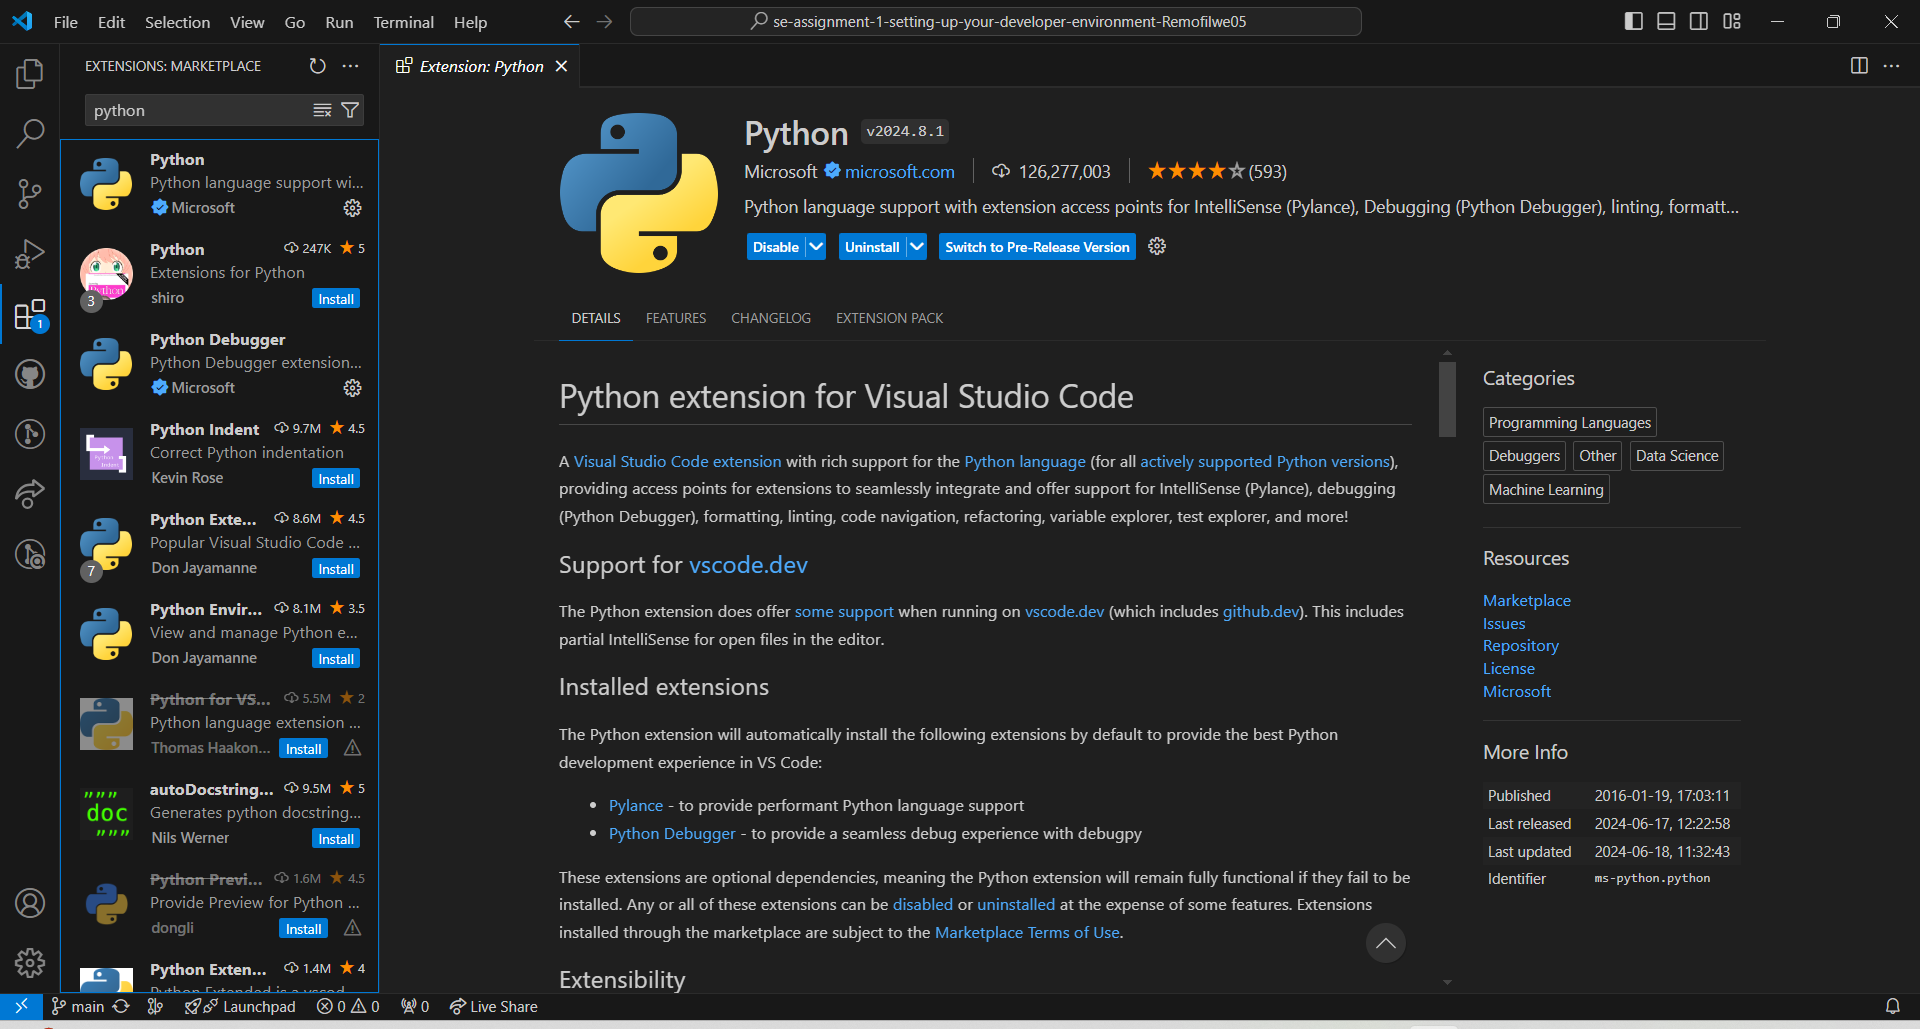 File Edit Selection View Go Run Terminal Help
se-assignment-1-setting-up-your-developer-environment-Remofilwe05
EXTENSIONS: MARKETPLACE
python
Python
Python language support wi...
Microsoft
Python 247K 5
Extensions for Python
shiro Install
3
Python Debugger
Python Debugger extension...
Microsoft
Python Indent 9.7M 4.5
Correct Python indentation
Kevin Rose Install
Python Exte... 8.6M 4.5
Popular Visual Studio Code ...
Don Jayamanne Install
7
Python Envir... 8.1M 3.5
View and manage Python e...
Don Jayamanne Install
Python for VS... 5.5M 2
Python language extension ...
Thomas Haakon... Install
autoDocstring... 9.5M 5
Generates python docstring...
Nils Werner Install
"""
doc
"""
Python Previ... 1.6M 4.5
Provide Preview for Python ...
dongli Install
Python Exten... 1.4M 4
1
Extension: Python
Python v2024.8.1
Microsoft microsoft.com 126,277,003 (593)
Python language support with extension access points for IntelliSense (Pylance), Debugging (Python Debugger), linting, formatt...
Disable Uninstall Switch to Pre-Release Version
DETAILS FEATURES CHANGELOG EXTENSION PACK
Python extension for Visual Studio Code
A Visual Studio Code extension with rich support for the Python language (for all actively supported Python versions),
providing access points for extensions to seamlessly integrate and offer support for IntelliSense (Pylance), debugging
(Python Debugger), formatting, linting, code navigation, refactoring, variable explorer, test explorer, and more!
Support for vscode.dev
The Python extension does offer some support when running on vscode.dev (which includes github.dev). This includes
partial IntelliSense for open files in the editor.
Installed extensions
The Python extension will automatically install the following extensions by default to provide the best Python
development experience in VS Code:
• Pylance - to provide performant Python language support
• Python Debugger - to provide a seamless debug experience with debugpy
These extensions are optional dependencies, meaning the Python extension will remain fully functional if they fail to be
installed. Any or all of these extensions can be disabled or uninstalled at the expense of some features. Extensions
installed through the marketplace are subject to the Marketplace Terms of Use.
Extensibility
Categories
Programming Languages
Debuggers Other Data Science
Machine Learning
Resources
Marketplace
Issues
Repository
License
Microsoft
More Info
Published 2016-01-19, 17:03:11
Last released 2024-06-17, 12:22:58
Last updated 2024-06-18, 11:32:43
Identifier ms-python.python
main Launchpad 0 0 0 Live Share